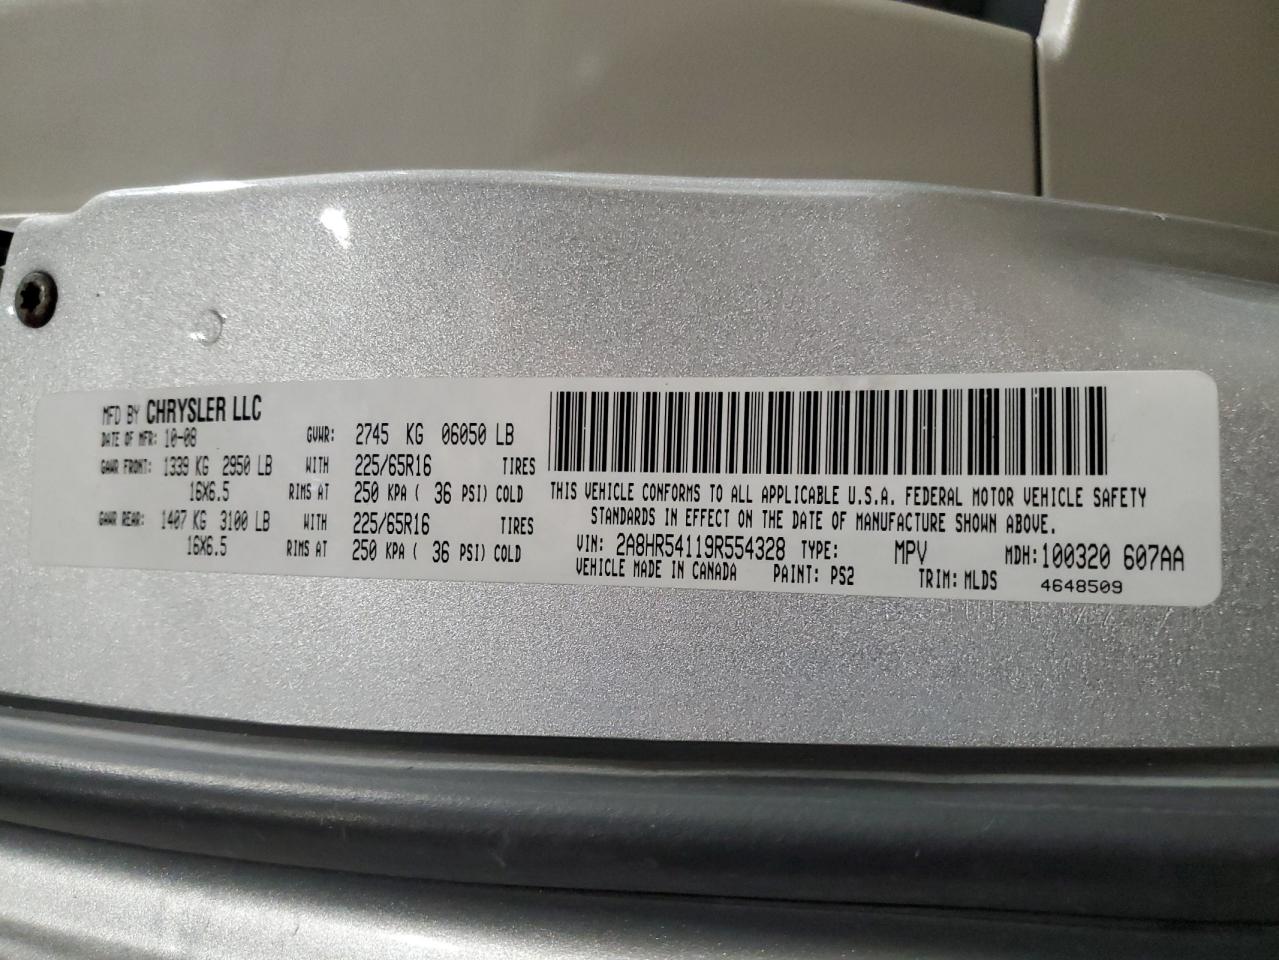 MFD BY CHRYSLER LLC
DATE OF MFR: 10-08 GVWR: 2745 KG 06050 LB
GAWR FRONT: 1339 KG 2950 LB WITH 225/65R16 TIRES
16X6.5 RIMS AT 250 KPA ( 36 PSI) COLD
GAWR REAR: 1407 KG 3100 LB WITH 225/65R16 TIRES
16X6.5 RIMS AT 250 KPA ( 36 PSI) COLD
THIS VEHICLE CONFORMS TO ALL APPLICABLE U.S.A. FEDERAL MOTOR VEHICLE SAFETY
STANDARDS IN EFFECT ON THE DATE OF MANUFACTURE SHOWN ABOVE.
VIN: 2A8HR54119R554328 TYPE: MPV MDH:100320 607AA
VEHICLE MADE IN CANADA PAINT: PS2 TRIM:MLDS 4648509